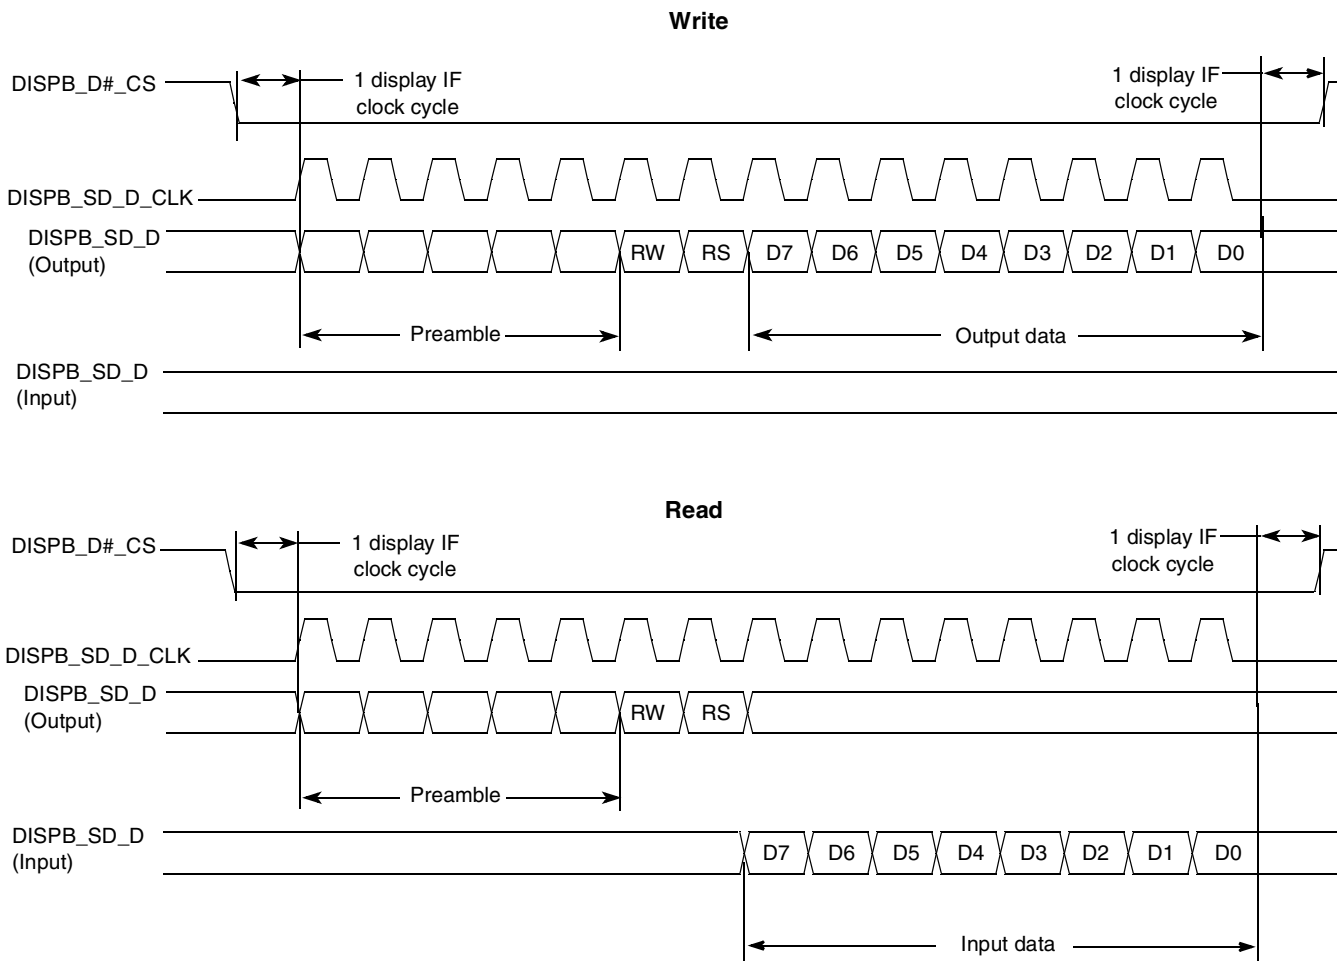 Write
DISPB_D#_CS
1 display IF
clock cycle
1 display IF
clock cycle
DISPB_SD_D_CLK
DISPB_SD_D
(Output)
RW RS D7 D6 D5 D4 D3 D2 D1 D0
Preamble
Output data
DISPB_SD_D
(Input)
Read
DISPB_D#_CS
1 display IF
clock cycle
1 display IF
clock cycle
DISPB_SD_D_CLK
DISPB_SD_D
(Output)
RW RS
Preamble
DISPB_SD_D
(Input)
D7 D6 D5 D4 D3 D2 D1 D0
Input data